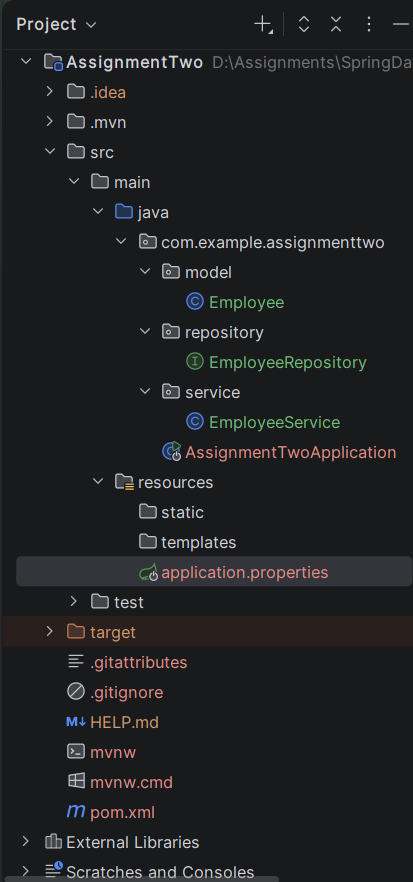 Project
AssignmentTwo D:\Assignments\SpringDa
.idea
.mvn
src
main
java
com.example.assignmenttwo
model
C Employee
repository
I EmployeeRepository
service
C EmployeeService
AssignmentTwoApplication
resources
static
templates
application.properties
test
target
.gitattributes
.gitignore
M↓ HELP.md
mvnw
mvnw.cmd
m pom.xml
External Libraries
Scratches and Consoles